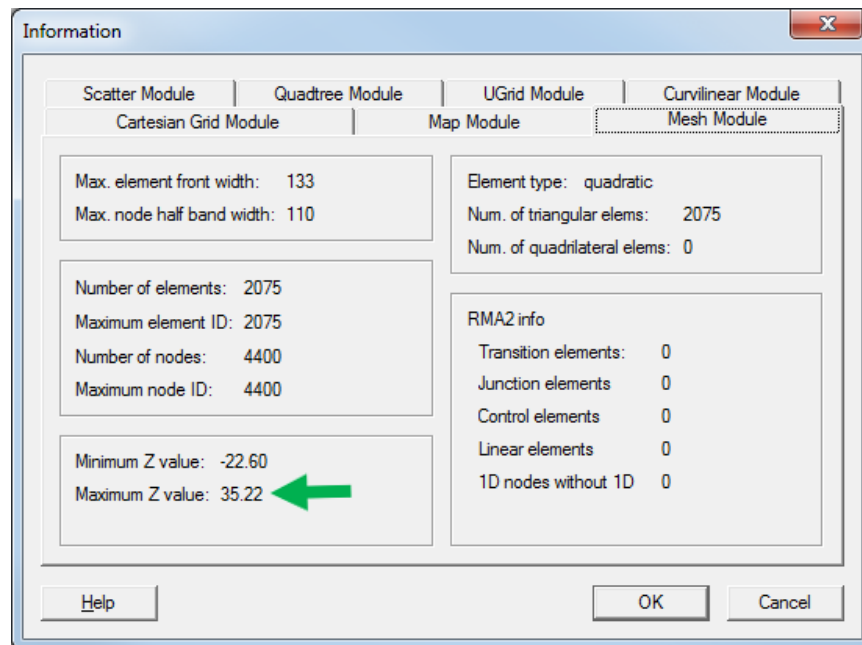 Information
Scatter Module
Quadtree Module
UGrid Module
Curvilinear Module
Cartesian Grid Module
Map Module
Mesh Module
Max. element front width: 133
Max. node half band width: 110
Number of elements: 2075
Maximum element ID: 2075
Number of nodes: 4400
Maximum node ID: 4400
Minimum Z value: -22.60
Maximum Z value: 35.22
Element type: quadratic
Num. of triangular elems: 2075
Num. of quadrilateral elems: 0
RMA2 info
Transition elements: 0
Junction elements 0
Control elements 0
Linear elements 0
1D nodes without 1D 0
Help
OK
Cancel